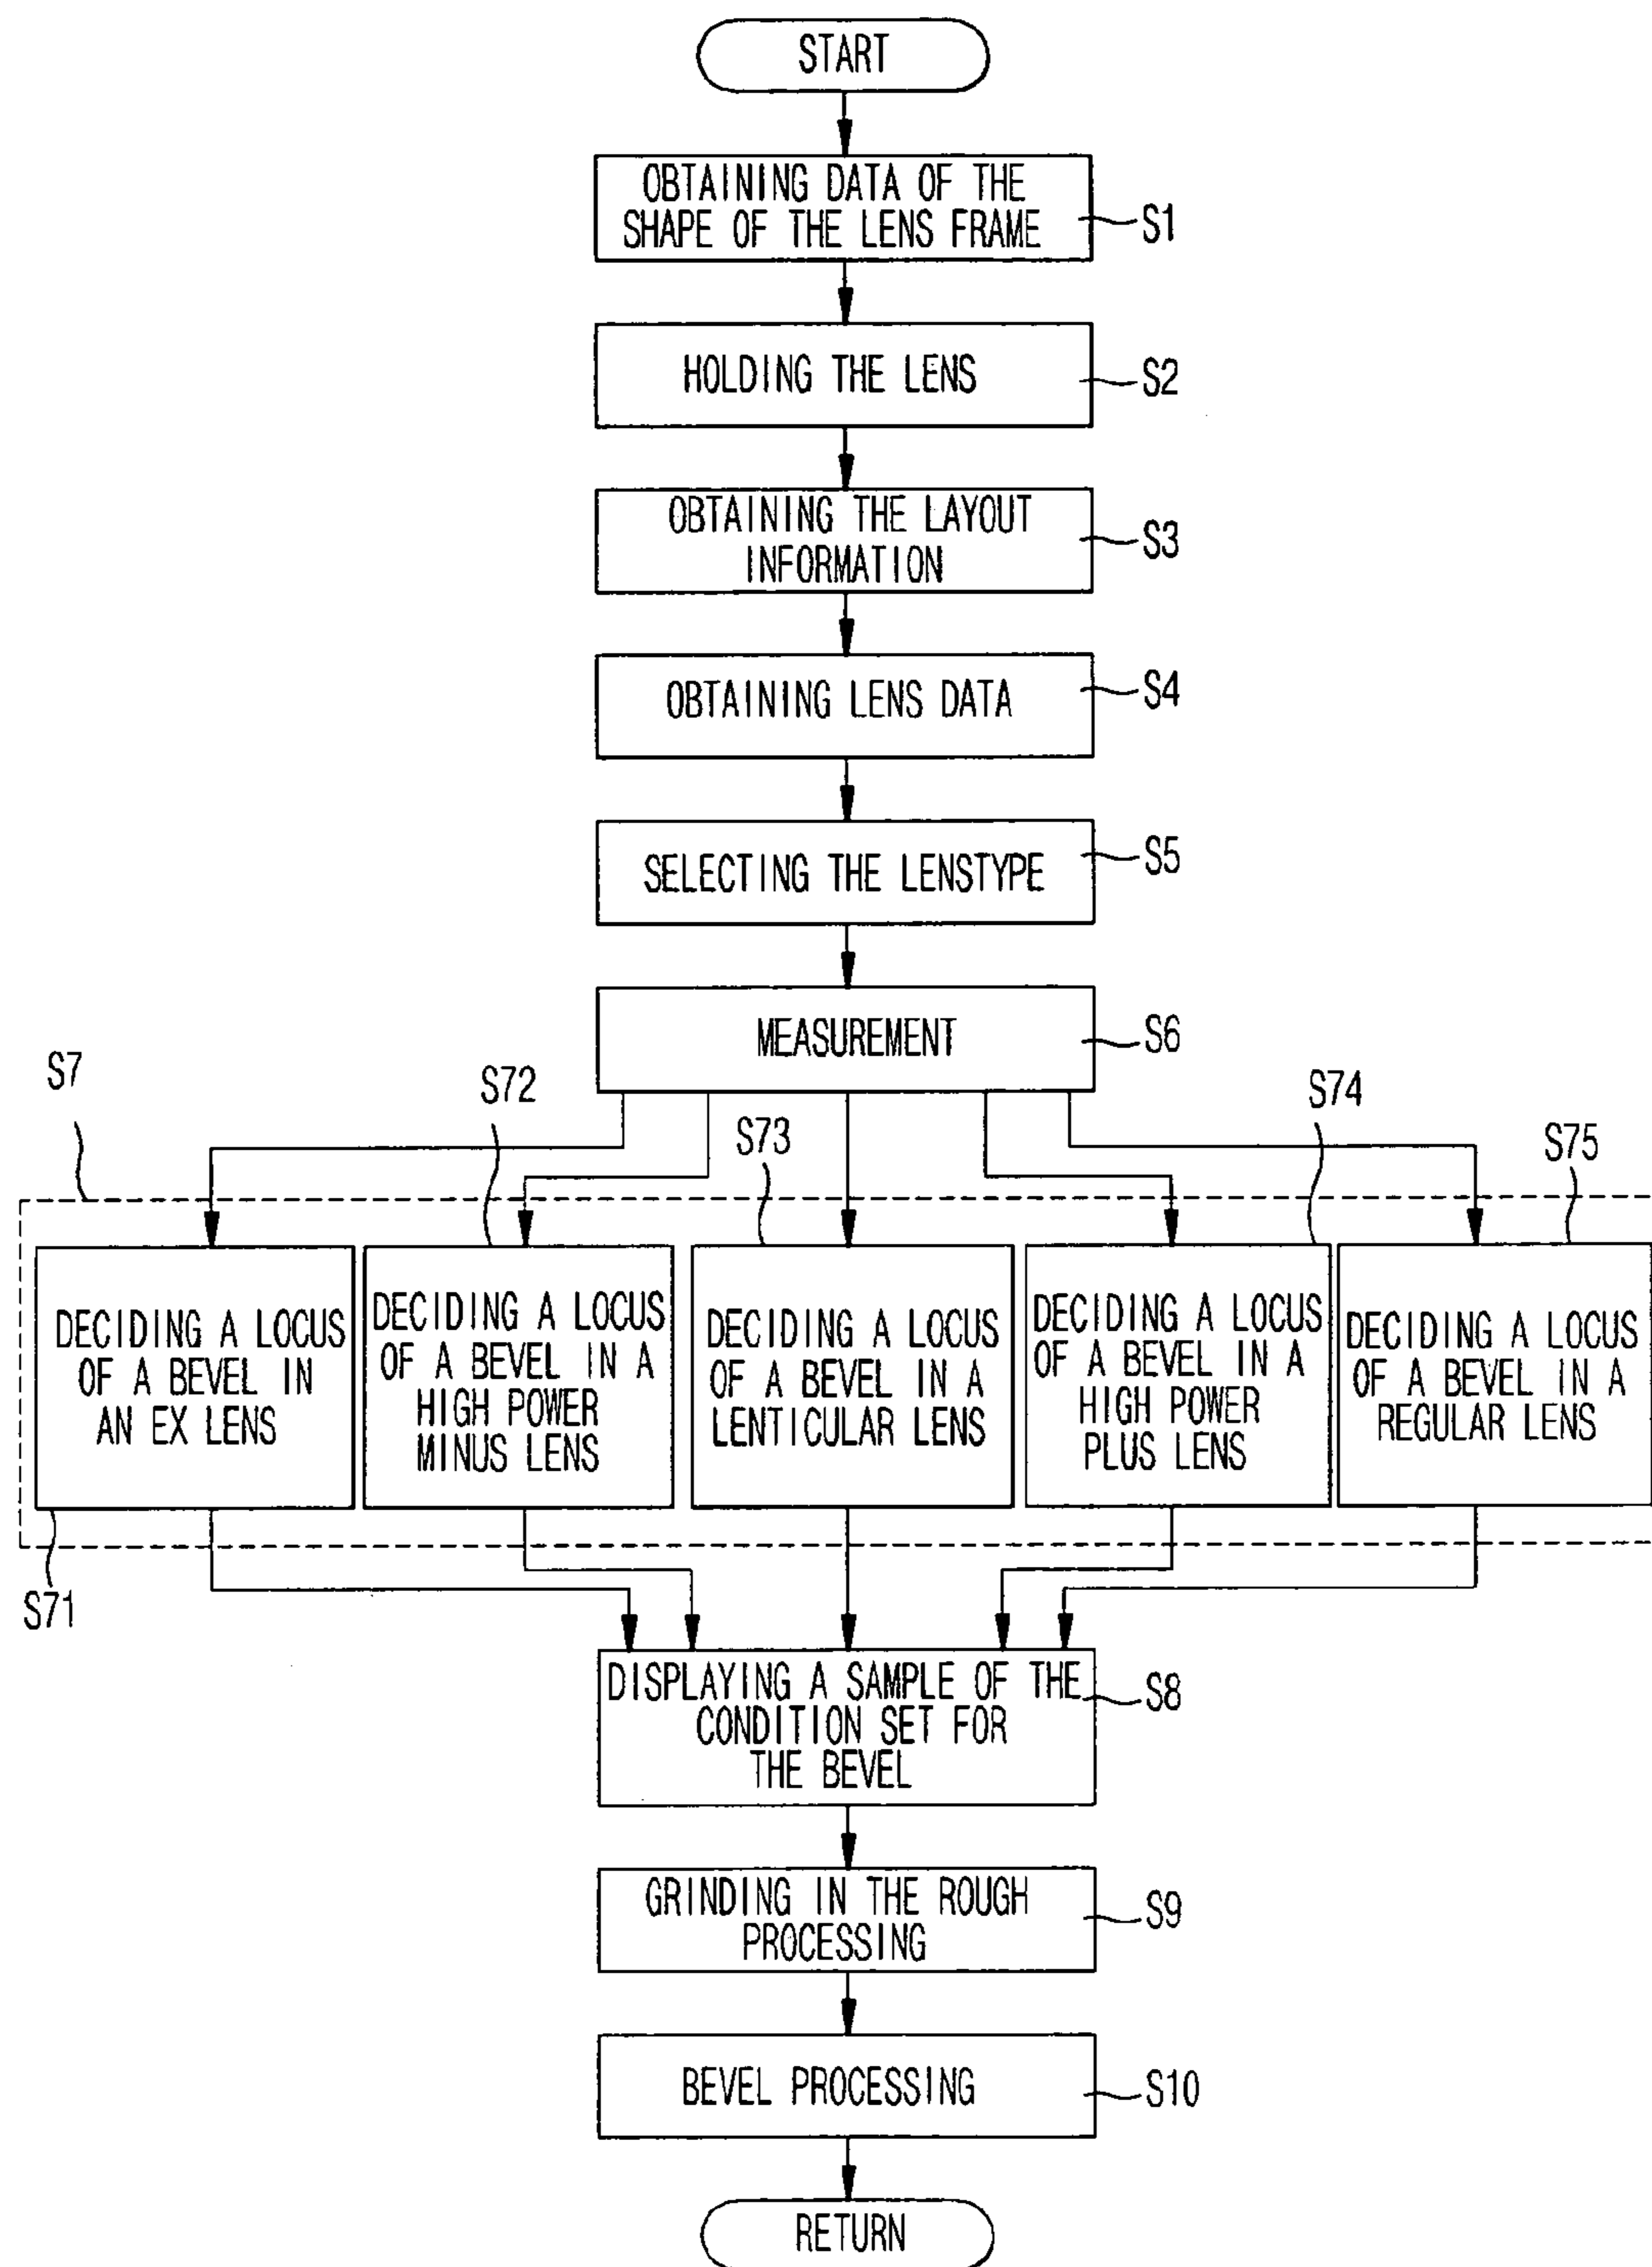 START
OBTAINING DATA OF THE
SHAPE OF THE LENS FRAME
S1
HOLDING THE LENS
S2
OBTAINING THE LAYOUT
INFORMATION
S3
OBTAINING LENS DATA
S4
SELECTING THE LENSTYPE
S5
MEASUREMENT
S6
S7
S72
S73
S74
S75
DECIDING A LOCUS
OF A BEVEL IN
AN EX LENS
S71
DECIDING A LOCUS
OF A BEVEL IN A
HIGH POWER
MINUS LENS
DECIDING A LOCUS
OF A BEVEL IN A
LENTICULAR LENS
DECIDING A LOCUS
OF A BEVEL IN A
HIGH POWER
PLUS LENS
DECIDING A LOCUS
OF A BEVEL IN A
REGULAR LENS
DISPLAYING A SAMPLE OF THE
CONDITION SET FOR
THE BEVEL
S8
GRINDING IN THE ROUGH
PROCESSING
S9
BEVEL PROCESSING
S10
RETURN